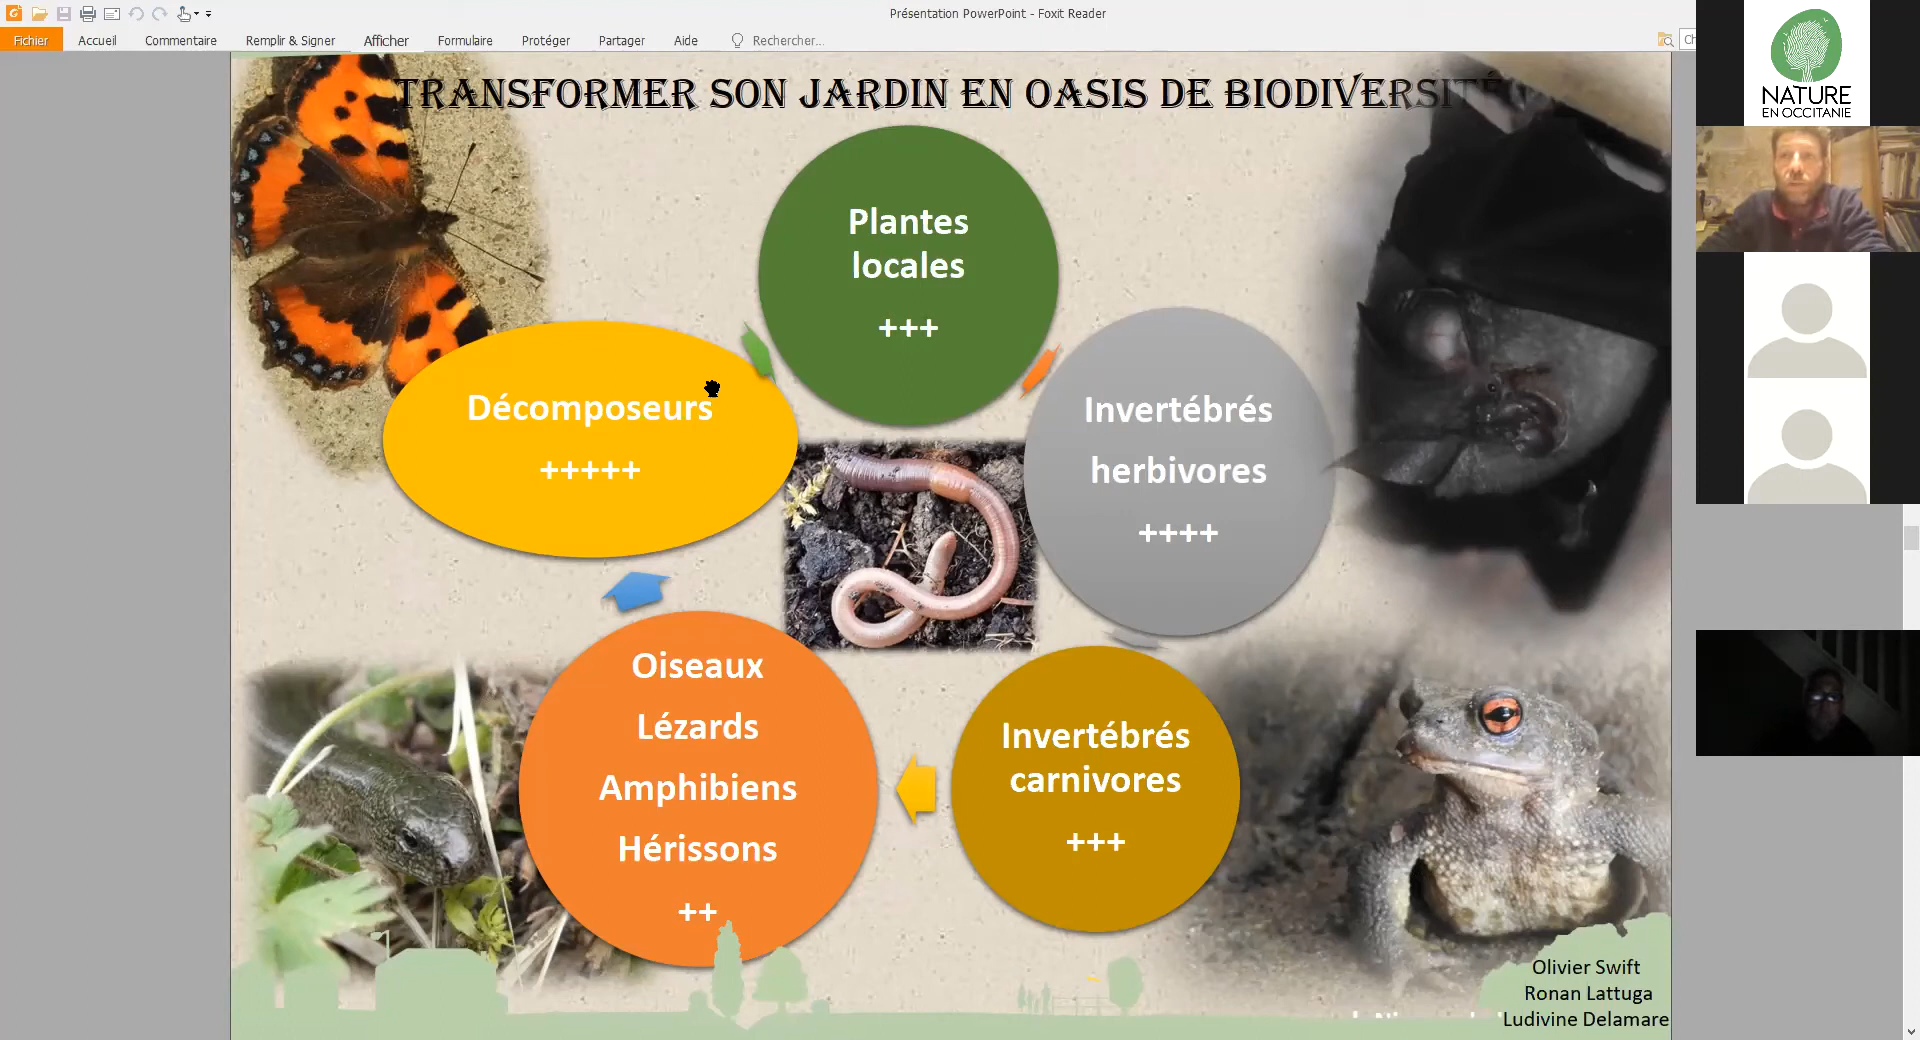 Présentation PowerPoint - Foxit Reader
Fichier
Accueil
Commentaire
Remplir & Signer
Afficher
Formulaire
Protéger
Partager
Aide
Rechercher...
Ch
NATURE
EN OCCITANIE
TRANSFORMER SON JARDIN EN OASIS DE BIODIVERSITÉ
Plantes
locales
+++
Décomposeurs
+++++
Invertébrés
herbivores
++++
Oiseaux
Lézards
Amphibiens
Hérissons
++
Invertébrés
carnivores
+++
Olivier Swift
Ronan Lattuga
Ludivine Delamare